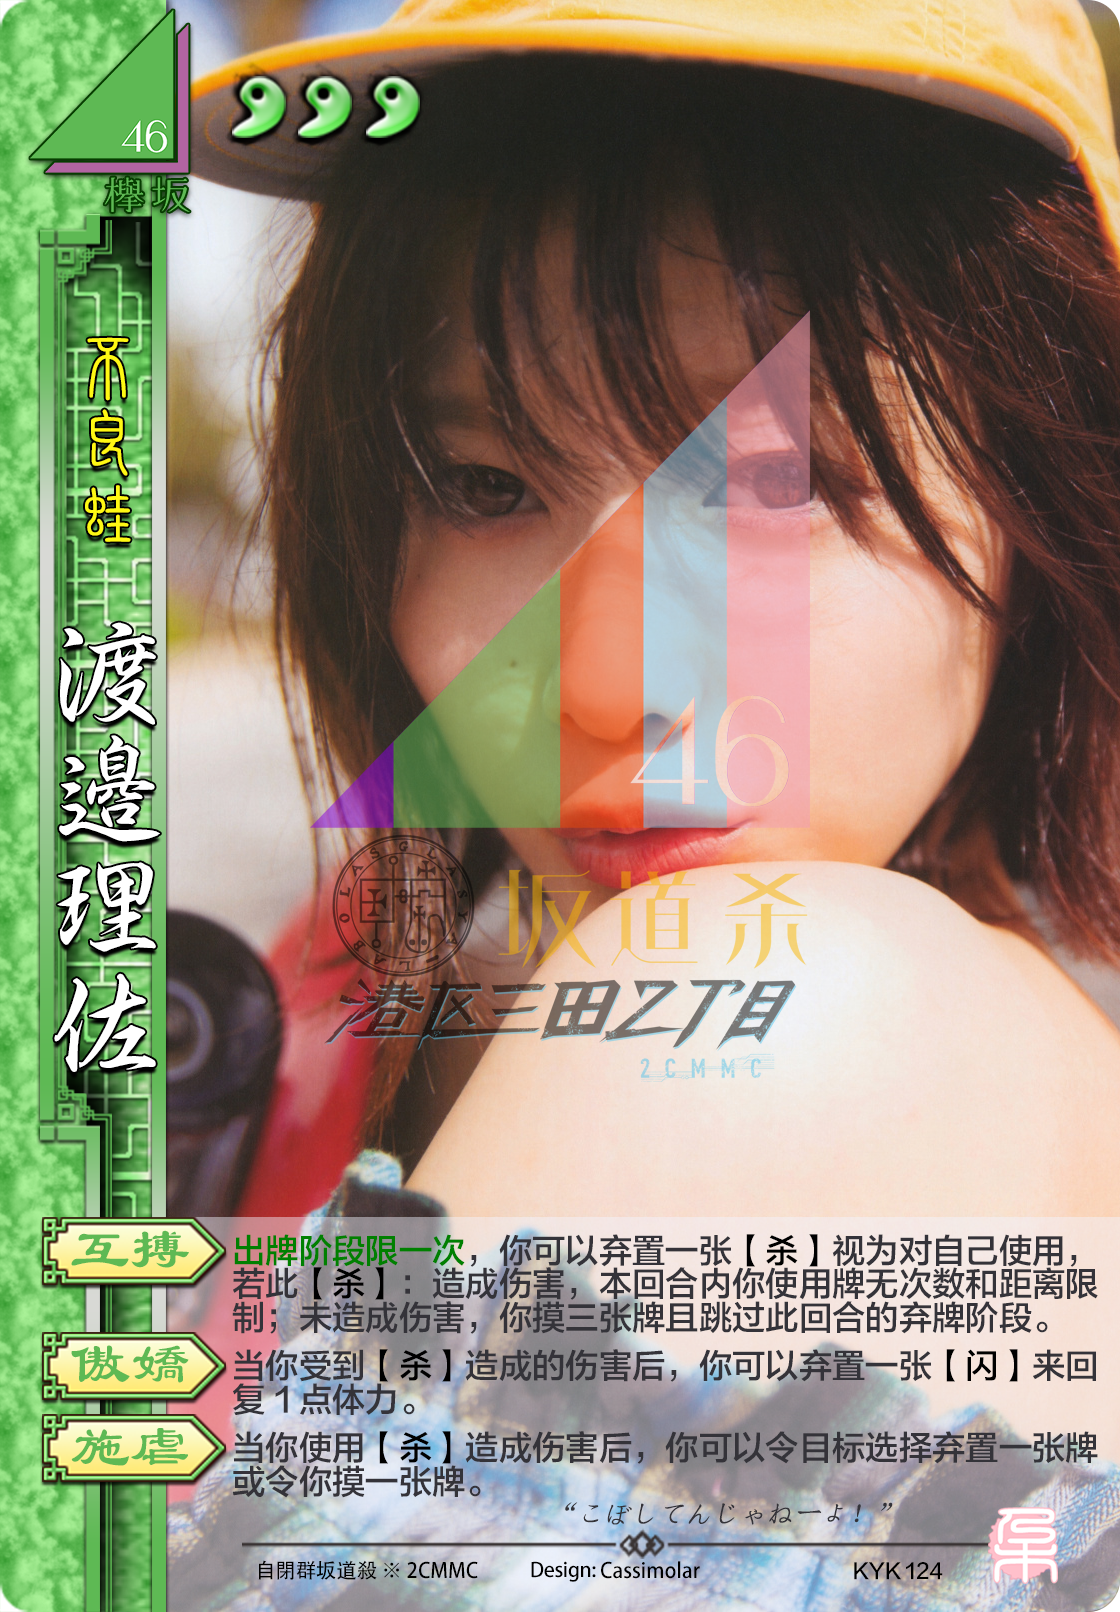 46
欅坂
不良蛙
渡邉理佐
46
SIGLASYALABOLAS
坂道杀
港区三田乙丁目
2CMMC
互搏
出牌阶段限一次，你可以弃置一张【杀】视为对自己使用，
若此【杀】：造成伤害，本回合内你使用牌无次数和距离限
制；未造成伤害，你摸三张牌且跳过此回合的弃牌阶段。
傲嬌
当你受到【杀】造成的伤害后，你可以弃置一张【闪】来回
复1点体力。
施虐
当你使用【杀】造成伤害后，你可以令目标选择弃置一张牌
或令你摸一张牌。
“こぼしてんじゃねーよ！”
自閉群坂道殺 ※ 2CMMC
Design: Cassimolar
KYK 124